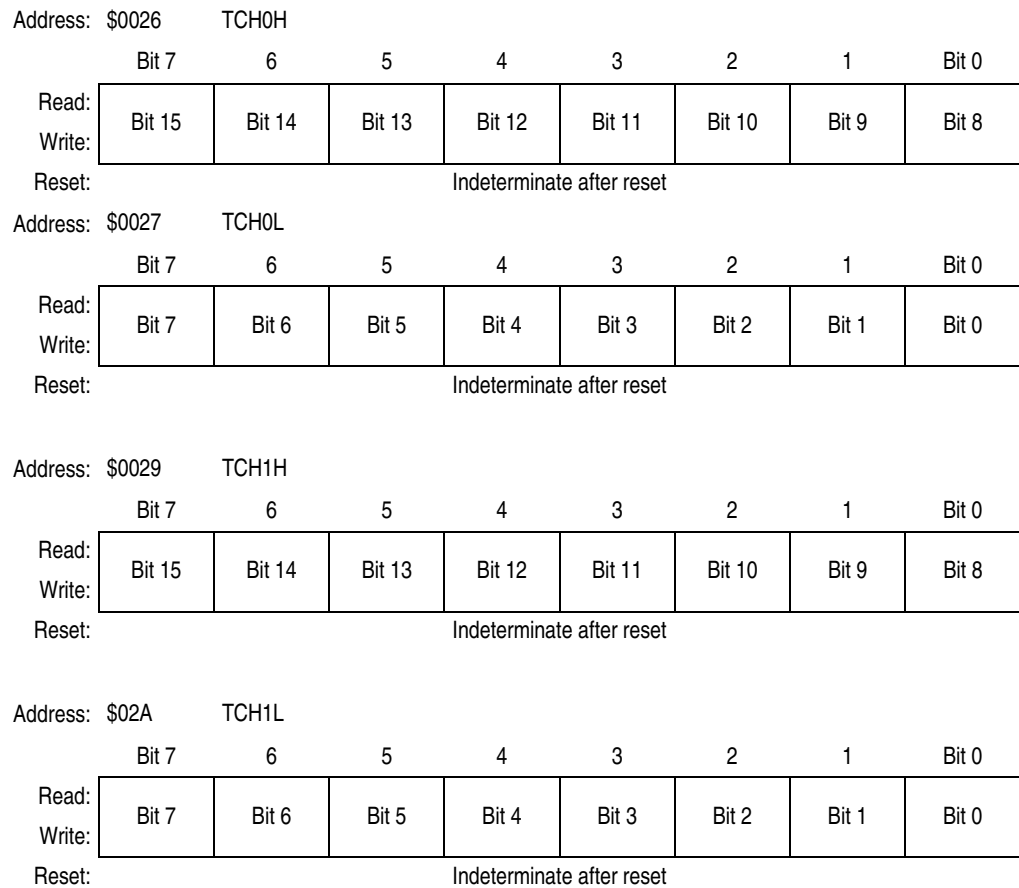 Address: $0026 TCH0H
Bit 7 6 5 4 3 2 1 Bit 0
Read:
Bit 15 Bit 14 Bit 13 Bit 12 Bit 11 Bit 10 Bit 9 Bit 8
Write:
Reset: Indeterminate after reset
Address: $0027 TCH0L
Bit 7 6 5 4 3 2 1 Bit 0
Read:
Bit 7 Bit 6 Bit 5 Bit 4 Bit 3 Bit 2 Bit 1 Bit 0
Write:
Reset: Indeterminate after reset
Address: $0029 TCH1H
Bit 7 6 5 4 3 2 1 Bit 0
Read:
Bit 15 Bit 14 Bit 13 Bit 12 Bit 11 Bit 10 Bit 9 Bit 8
Write:
Reset: Indeterminate after reset
Address: $02A TCH1L
Bit 7 6 5 4 3 2 1 Bit 0
Read:
Bit 7 Bit 6 Bit 5 Bit 4 Bit 3 Bit 2 Bit 1 Bit 0
Write:
Reset: Indeterminate after reset